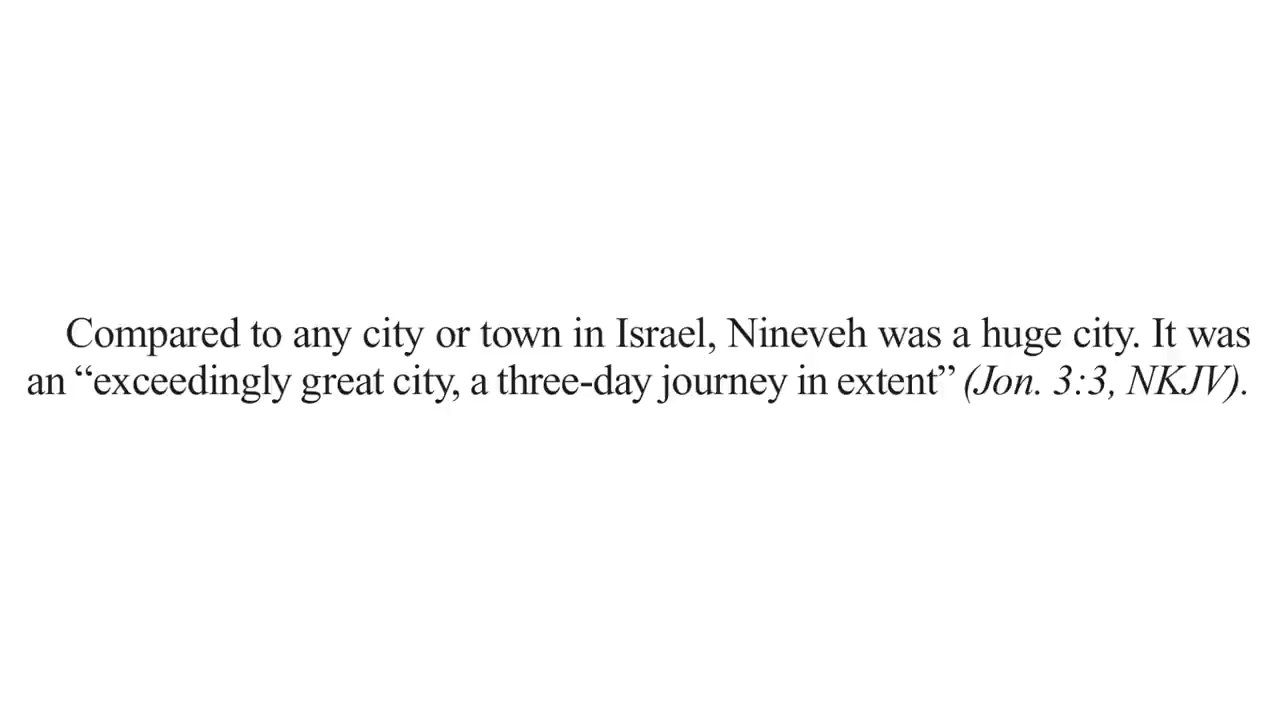 Compared to any city or town in Israel, Nineveh was a huge city. It was
an “exceedingly great city, a three-day journey in extent” (Jon. 3:3, NKJV).